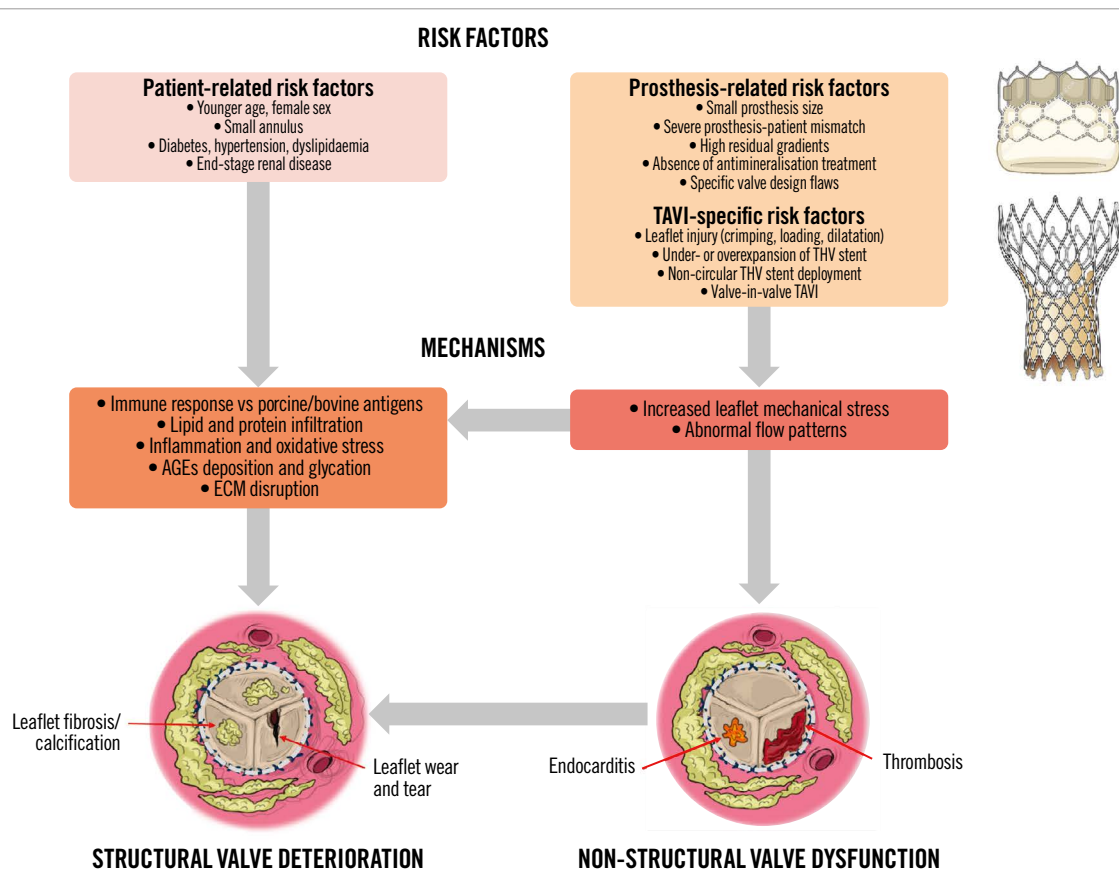 RISK FACTORS
Patient-related risk factors
• Younger age, female sex
• Small annulus
• Diabetes, hypertension, dyslipidaemia
• End-stage renal disease
Prosthesis-related risk factors
• Small prosthesis size
• Severe prosthesis-patient mismatch
• High residual gradients
• Absence of antimineralisation treatment
• Specific valve design flaws
TAVI-specific risk factors
• Leaflet injury (crimping, loading, dilatation)
• Under- or overexpansion of THV stent
• Non-circular THV stent deployment
• Valve-in-valve TAVI
MECHANISMS
• Immune response vs porcine/bovine antigens
• Lipid and protein infiltration
• Inflammation and oxidative stress
• AGEs deposition and glycation
• ECM disruption
• Increased leaflet mechanical stress
• Abnormal flow patterns
Leaflet fibrosis/
calcification
Leaflet wear
and tear
Endocarditis
Thrombosis
STRUCTURAL VALVE DETERIORATION
NON-STRUCTURAL VALVE DYSFUNCTION